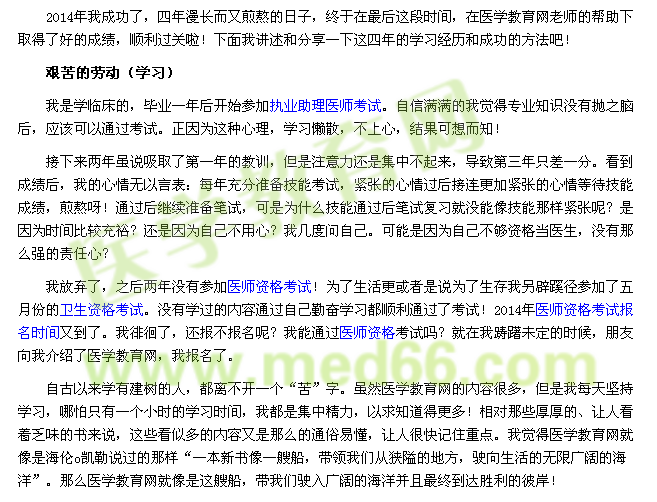 2014年我成功了，四年漫长而又煎熬的日子，终于在最后这段时间，在医学教育网老师的帮助下
取得了好的成绩，顺利过关啦！下面我讲述和分享一下这四年的学习经历和成功的方法吧！
艰苦的劳动（学习）
我是学临床的，毕业一年后开始参加执业助理医师考试。自信满满的我觉得专业知识没有抛之脑
后，应该可以通过考试。正因为这种心理，学习懒散，不上心，结果可想而知！
接下来两年虽说吸取了第一年的教训，但是注意力还是集中不起来，导致第三年只差一分。看到
成绩后，我的心情无以言表：每年充分准备技能考试，紧张的心情过后接连更加紧张的心情等待技能
成绩，煎熬呀！通过后继续准备笔试，可是为什么技能通过后笔试复习就没能像技能那样紧张呢？是
因为时间比较充裕？还是因为自己不用心？我几度问自己。可能是因为自己不够资格当医生，没有那
么强的责任心？
我放弃了，之后两年没有参加医师资格考试！为了生活更或者是说为了生存我另辟蹊径参加了五
月份的卫生资格考试。没有学过的内容通过自己勤奋学习都顺利通过了考试！2014年医师资格考试报
名时间又到了。我徘徊了，还报不报名呢？我能通过医师资格考试吗？就在我踌躇未定的时候，朋友
向我介绍了医学教育网，我报名了。
自古以来学有建树的人，都离不开一个“苦”字。虽然医学教育网的内容很多，但是我每天坚持
学习，哪怕只有一个小时的学习时间，我都是集中精力，以求知道得更多！相对那些厚厚的、让人看
着乏味的书来说，这些看似多的内容又是那么的通俗易懂，让人很快记住重点。我觉得医学教育网就
像是海伦o凯勒说过的那样“一本新书像一艘船，带领我们从狭隘的地方，驶向生活的无限广阔的海
洋”。那么医学教育网就像是这艘船，带我们驶入广阔的海洋并且最终到达胜利的彼岸！
医学教育网
www.med66.com